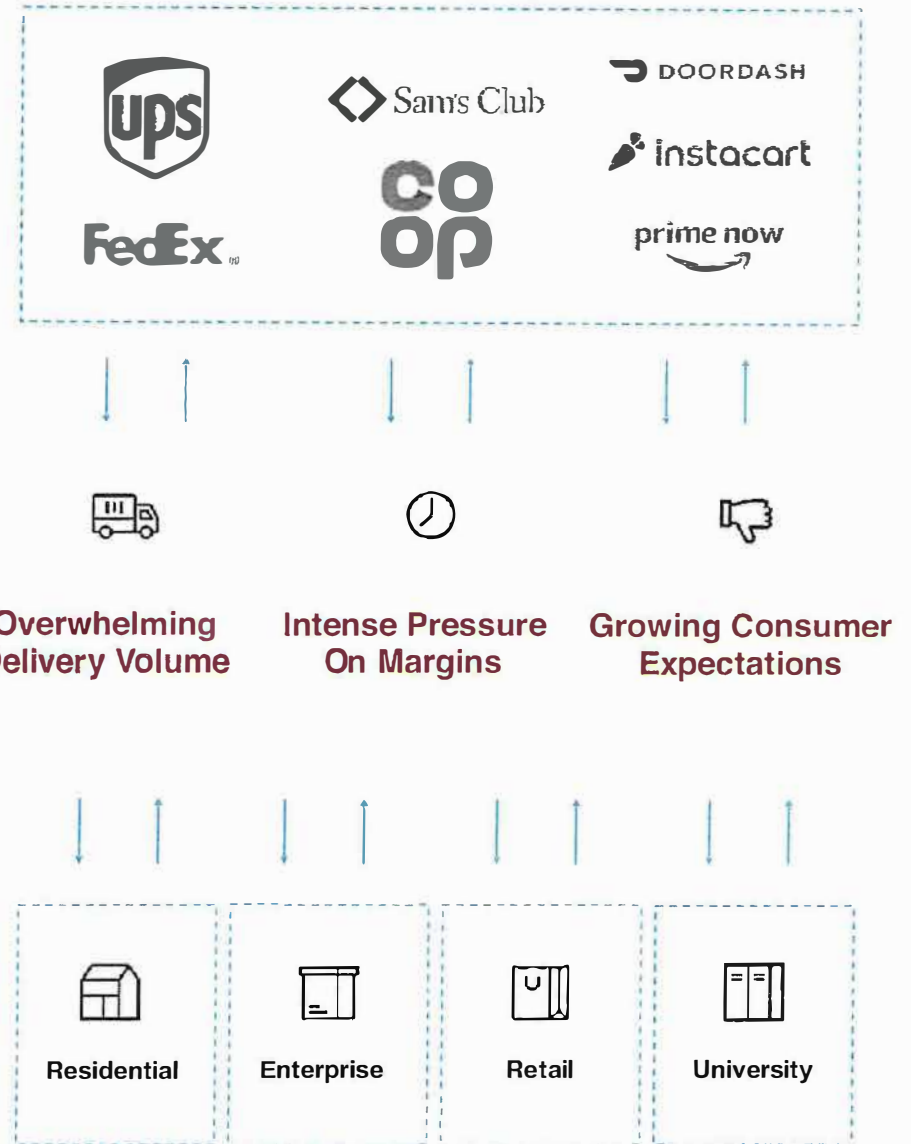 ups
FedEx
Sam's Club
CO
OP
DOORDASH
instacart
prime now
Overwhelming
Delivery Volume
Intense Pressure
On Margins
Growing Consumer
Expectations
Residential
Enterprise
Retail
University